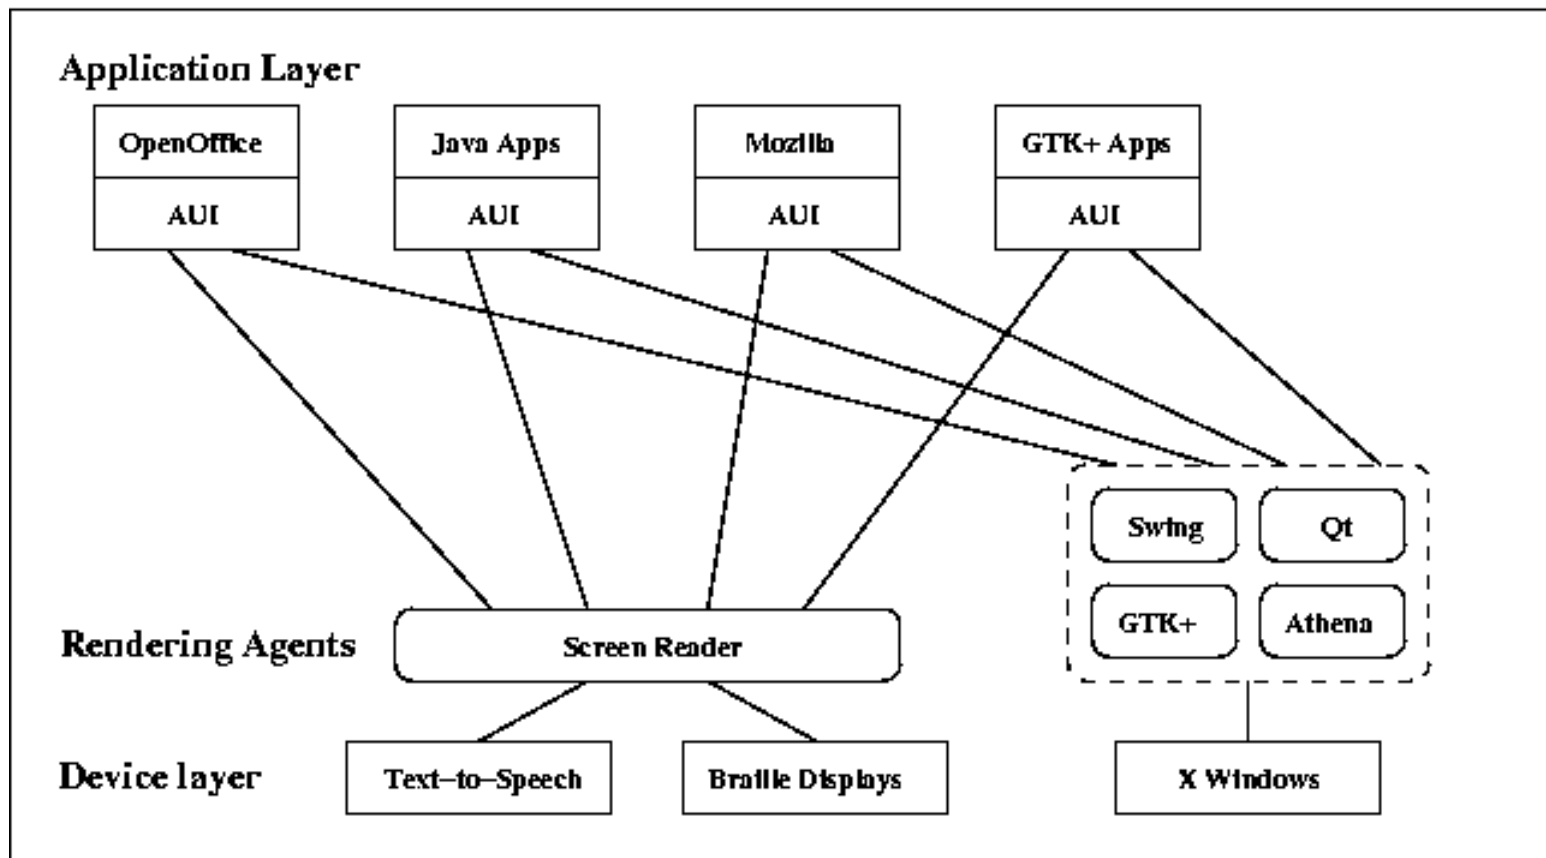 Application Layer
OpenOffice Java Apps Mozilla GTK+ Apps
AUI AUI AUI AUI
Swing Qt
GTK+ Athena
Rendering Agents Screen Reader
Device layer Text-to-Speech Braille Displays X Windows